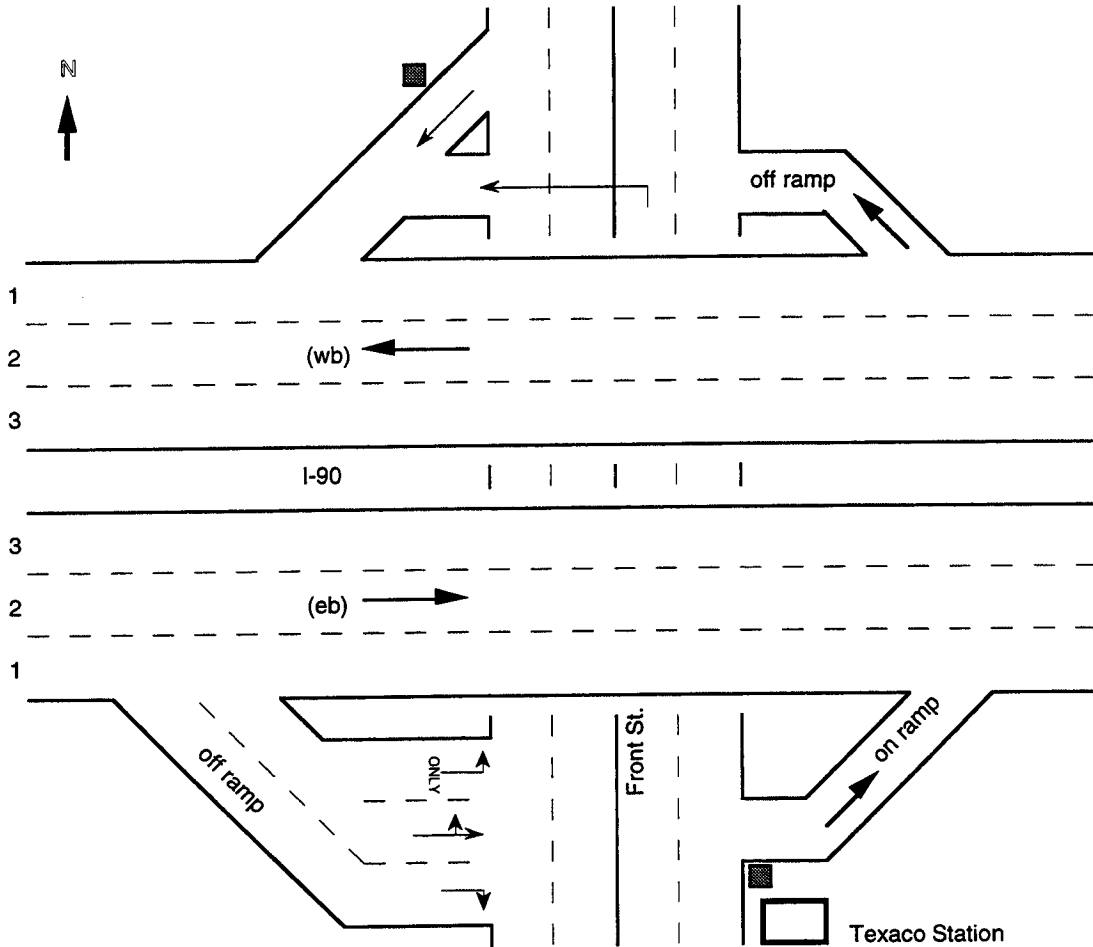 N
off ramp
1
2
(wb)
3
I-90
3
2
(eb)
1
Front St.
off ramp
ONLY
on ramp
Texaco Station